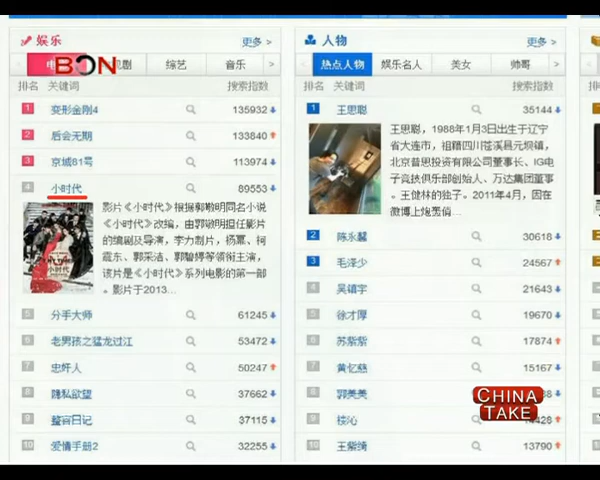 娱乐
更多 >
人物
更多 >
BON
视剧
综艺
音乐
热点人物
娱乐名人
美女
帅哥
排名 关键词 搜索指数
排名 关键词 搜索指数
1 变形金刚4 135932
2 后会无期 133840
3 京城81号 113974
4 小时代 89553
影片《小时代》根据郭敬明同名小说
《小时代》改编，由郭敬明担任影片
的编剧及导演，李力制片，杨幂、柯
震东、郭采洁、郭碧婷等领衔主演，
该片是《小时代》系列电影的第一部
。影片于2013...
5 分手大师 61245
6 老男孩之猛龙过江 53472
7 忠奸人 50247
8 隐私欲望 37662
9 整容日记 37115
10 爱情手册2 32255
1 王思聪 35144
王思聪，1988年1月3日出生于辽宁
省大连市，祖籍四川苍溪县元坝镇，
北京普思投资有限公司董事长、IG电
子竞技俱乐部创始人、万达集团董事
。王健林的独子。2011年4月，因在
微博上炮轰俏...
2 陈永馨 30618
3 毛泽少 24567
4 吴镇宇 21643
5 徐才厚 19670
6 苏紫紫 17874
7 黄忆慈 15167
8 郭美美
9 14428
10 王紫绮 13790
CHINA
TAKE